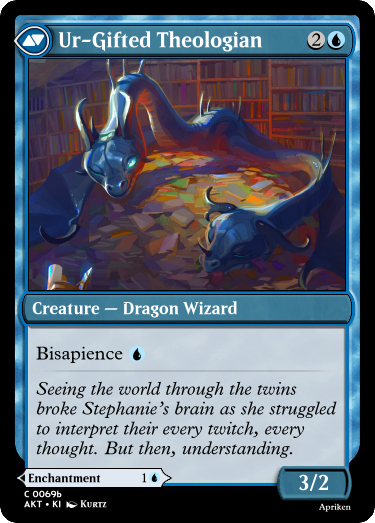 Ur-Gifted Theologian 2
Creature — Dragon Wizard
Bisapience
Seeing the world through the twins
broke Stephanie's brain as she struggled
to interpret their every twitch, every
thought. But then, understanding.
Enchantment 1
3/2
C 0069b
AKT • KI Kurtz
Apriken